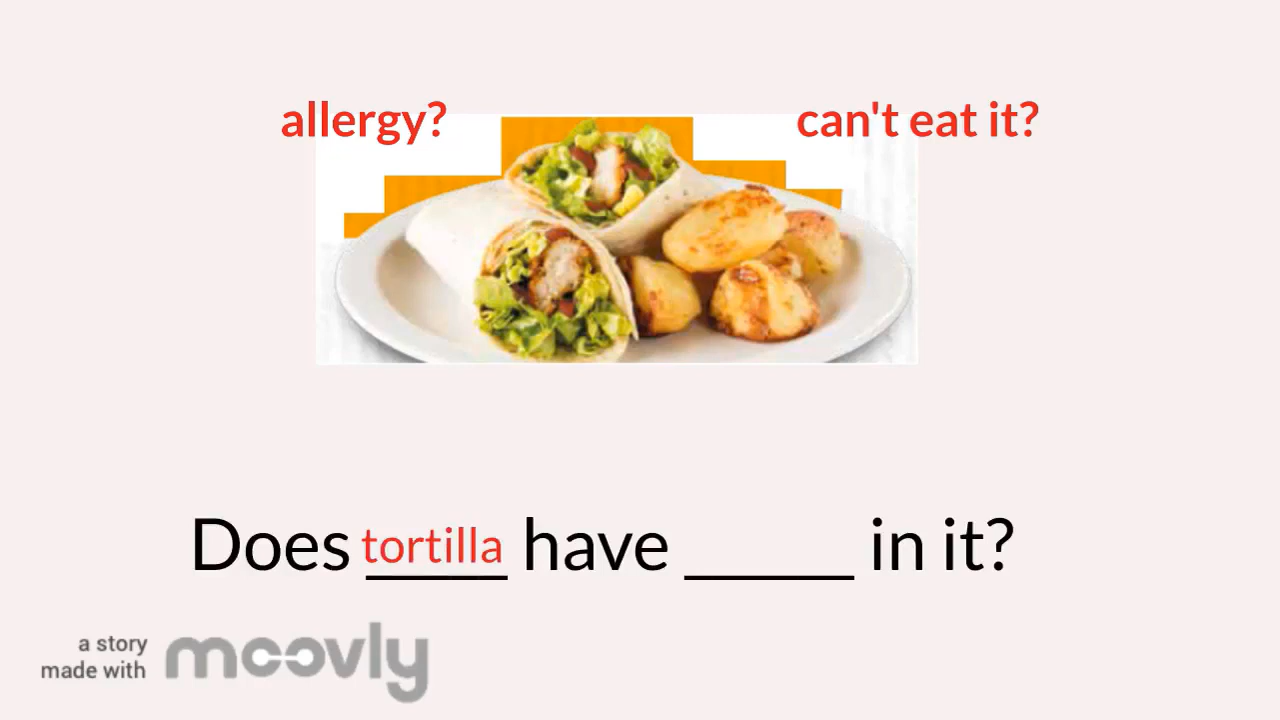 allergy? can't eat it?
Does tortilla have _____ in it?
a story
made with moovly